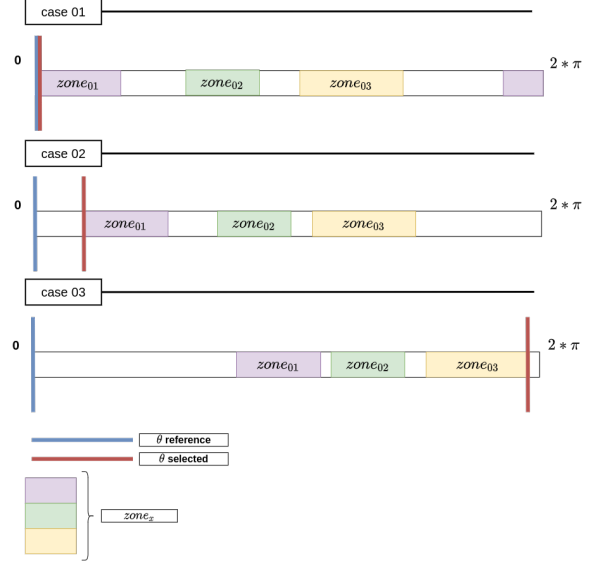 case 01
0
2 * π
zone₀₁ zone₀₂ zone₀₃
case 02
0
2 * π
zone₀₁ zone₀₂ zone₀₃
case 03
0
2 * π
zone₀₁ zone₀₂ zone₀₃
θ reference
θ selected
zoneₓ